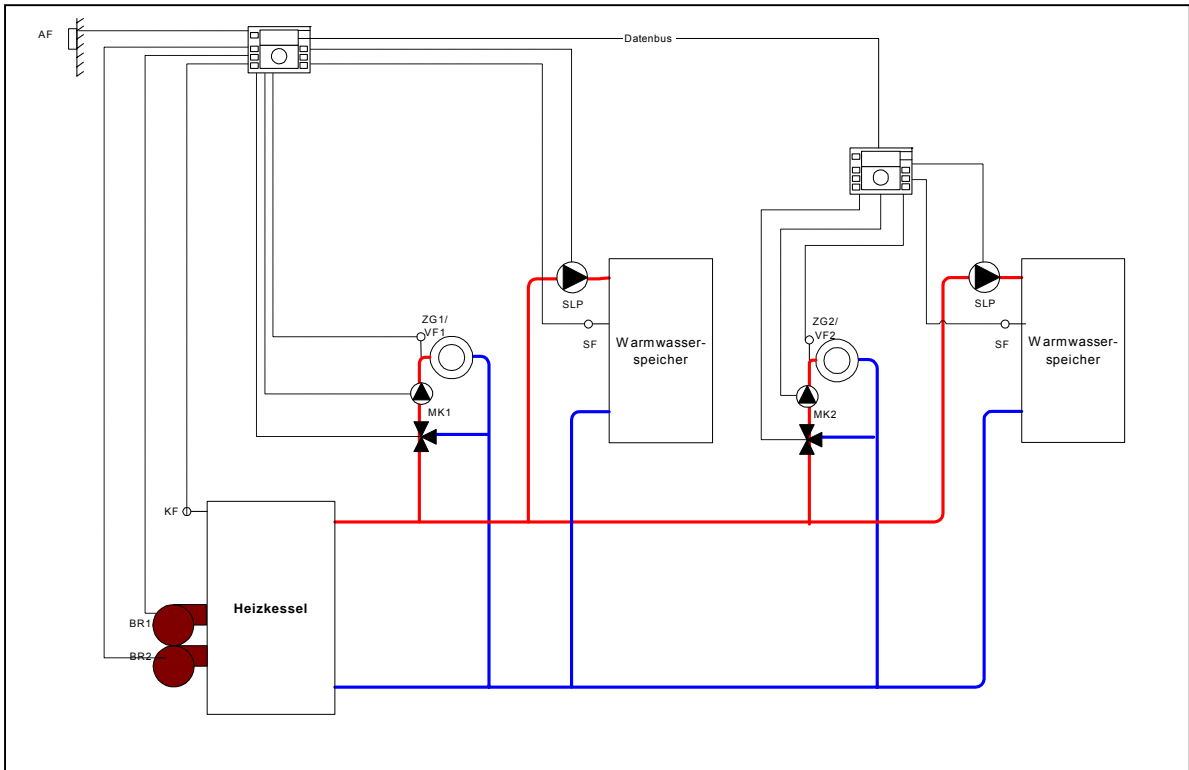 AF
Datenbus
SLP
SLP
ZG1/
VF1
SF
Warmwasser-
speicher
ZG2/
VF2
SF
Warmwasser-
speicher
MK1
MK2
KF
Heizkessel
BR1
BR2